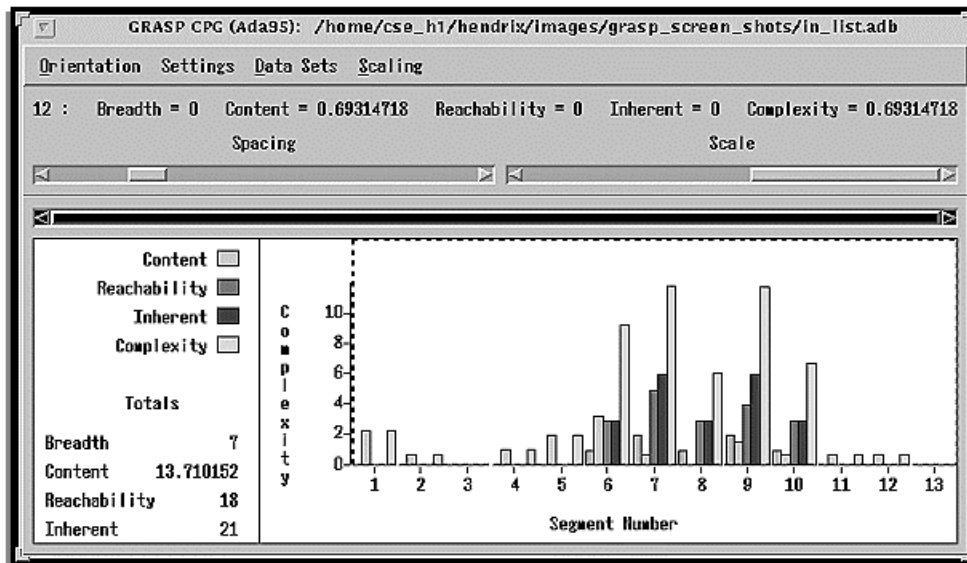 GRASP CPG (Ada95): /home/cse_h1/hendrix/images/grasp_screen_shots/in_list.adb
Orientation Settings Data Sets Scaling
12 : Breadth = 0 Content = 0.69314718 Reachability = 0 Inherent = 0 Complexity = 0.69314718
Spacing Scale
Content
Reachability
Inherent
Complexity
Totals
Breadth 7
Content 13.710152
Reachability 18
Inherent 21
Complexity
10
8
6
4
2
0
1 2 3 4 5 6 7 8 9 10 11 12 13
Segment Number